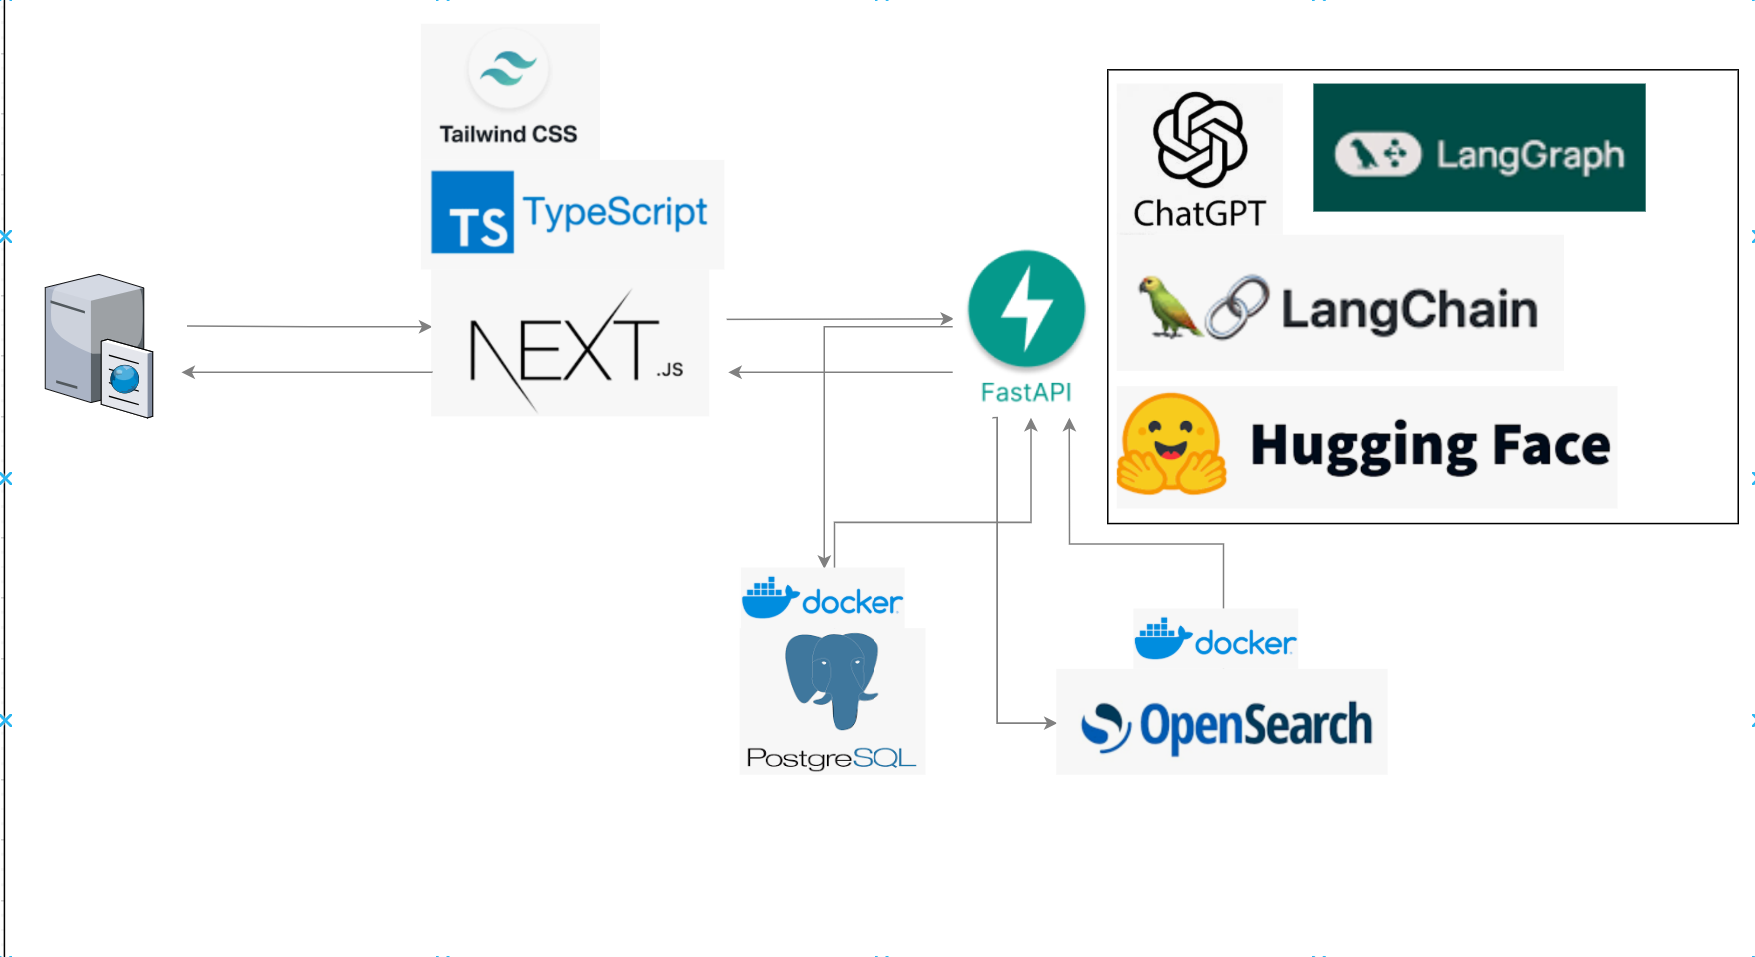 Tailwind CSS
TS TypeScript
NEXT.JS
FastAPI
ChatGPT
LangGraph
LangChain
Hugging Face
docker
PostgreSQL
docker
OpenSearch